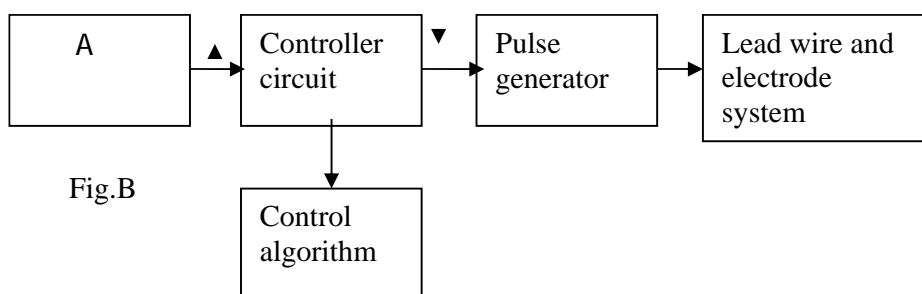 A
▲
Controller
circuit
▼
Pulse
generator
Lead wire and
electrode
system
Fig.B
Control
algorithm